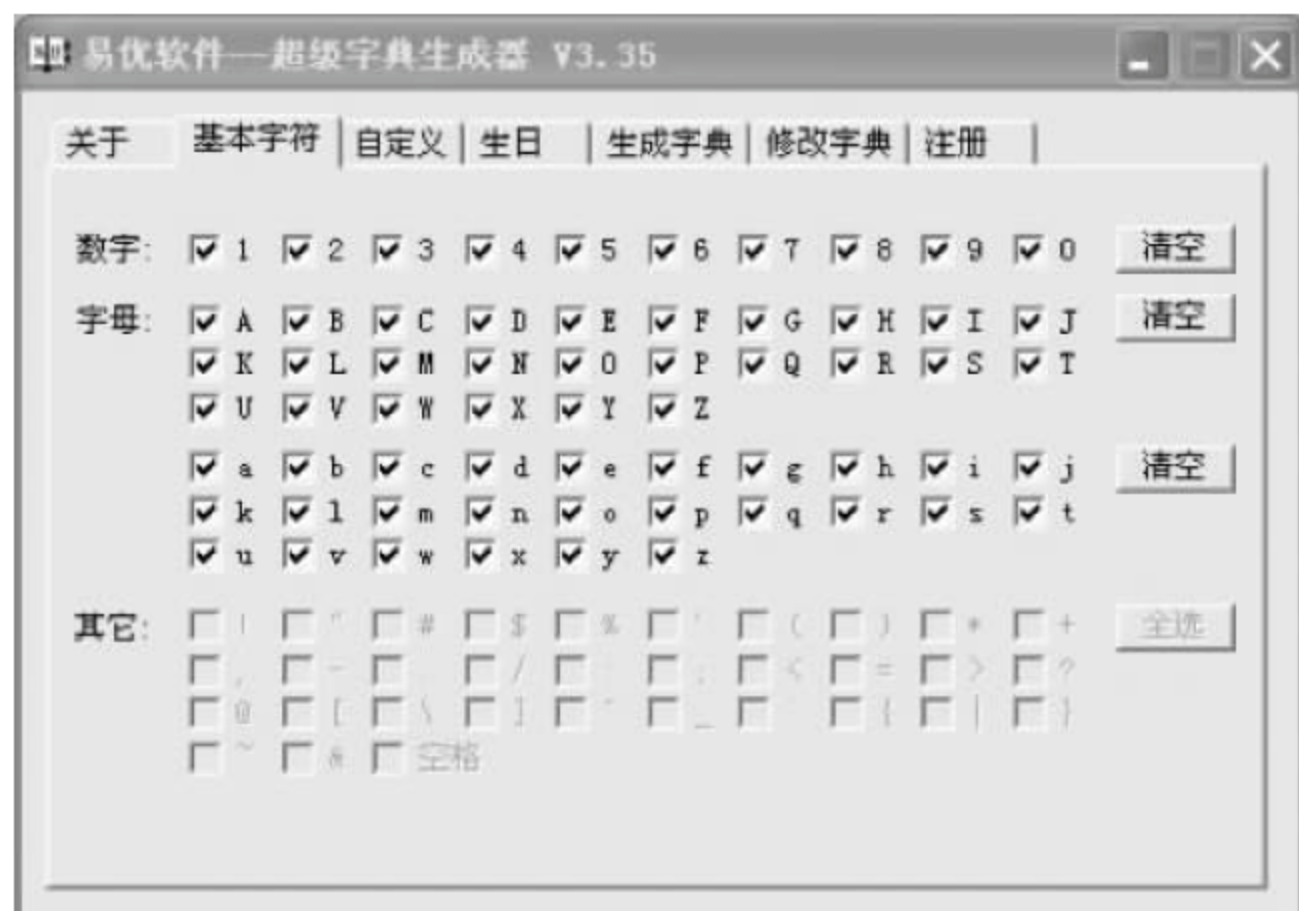 易优软件——超级字典生成器 V3.35
关于 基本字符 自定义 生日 生成字典 修改字典 注册
数字: 1 2 3 4 5 6 7 8 9 0 清空
字母: A B C D E F G H I J 清空
K L M N O P Q R S T
U V W X Y Z
a b c d e f g h i j 清空
k l m n o p q r s t
u v w x y z
其它: ! " # $ % ' ( ) * + 全选
, - / : ; < = > ?
@ [ \ ] ^ _ ` { | }
~ & 空格